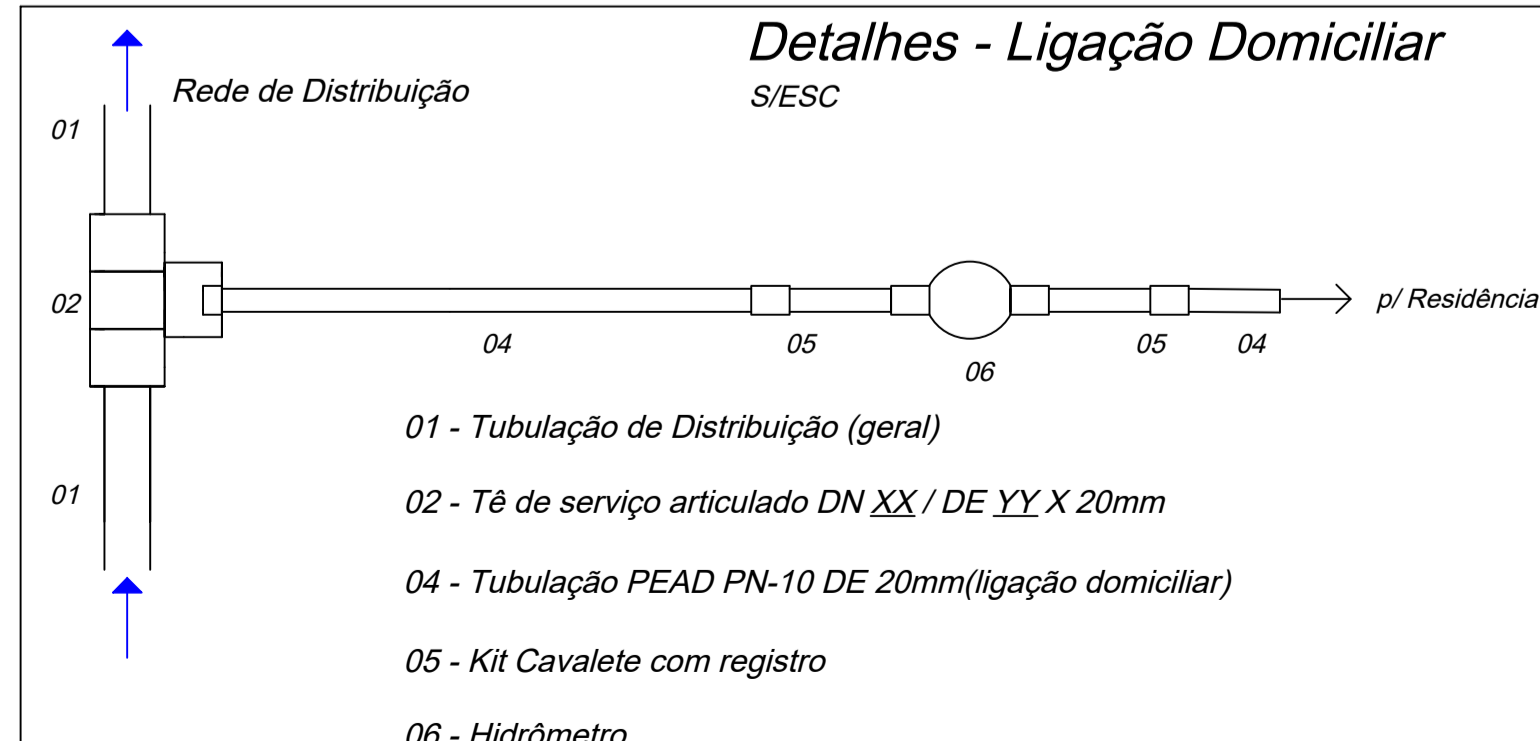 Detalhes - Ligação Domiciliar
S/ESC
Rede de Distribuição
01
02
p/ Residência
04
05
05
04
06
01 - Tubulação de Distribuição (geral)
01
02 - Tê de serviço articulado DN XX / DE YY X 20mm
04 - Tubulação PEAD PN-10 DE 20mm(ligação domiciliar)
05 - Kit Cavalete com registro
06 - Hidrômetro